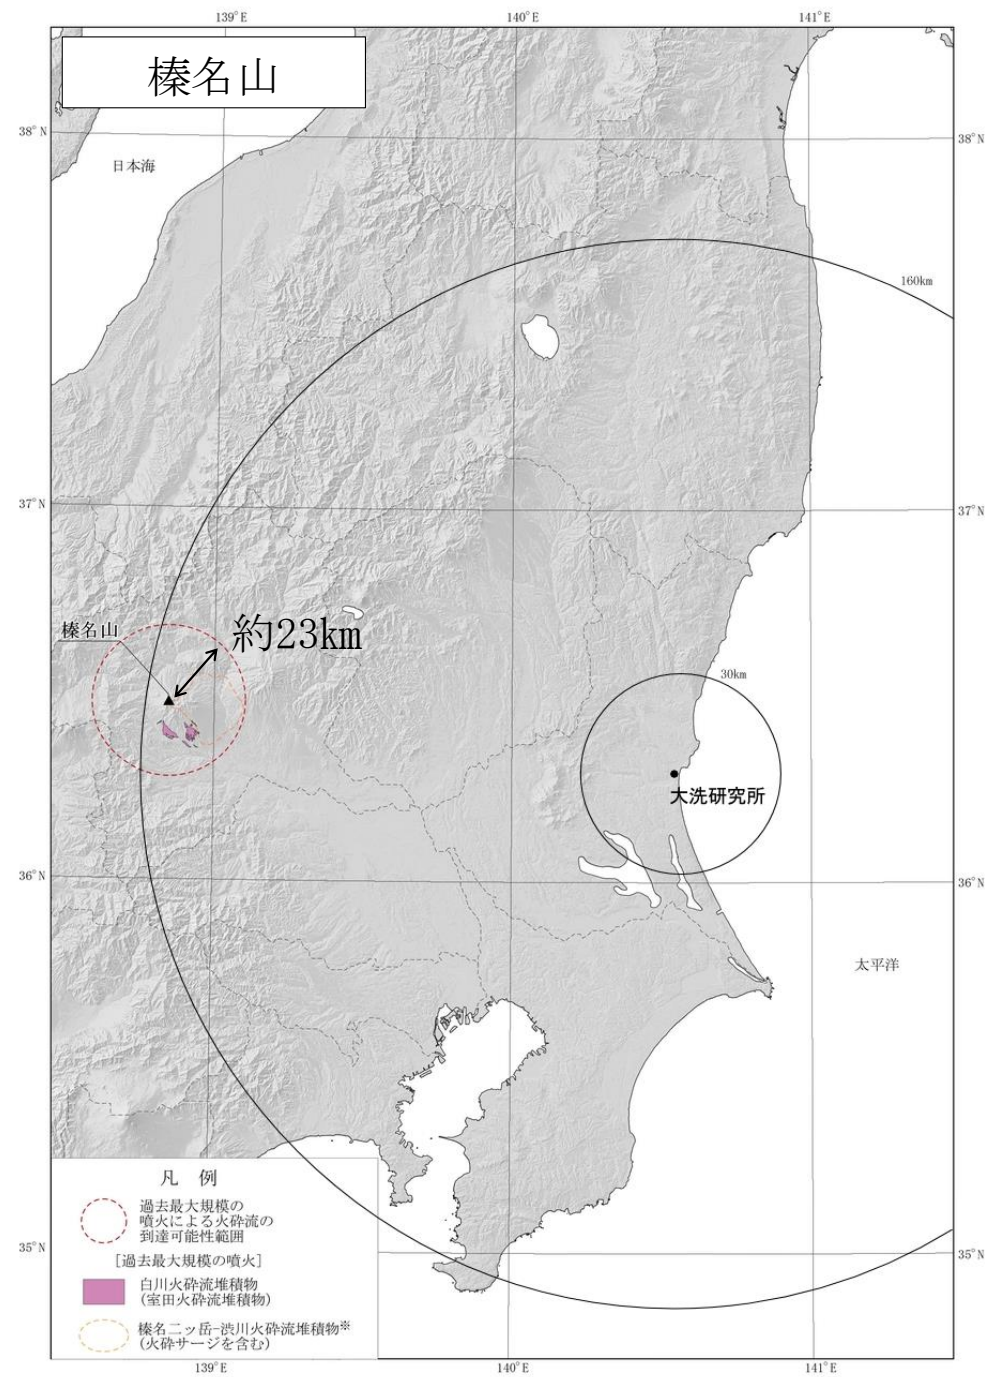 139°E
140°E
141°E
榛名山
38°N
38°N
日本海
160km
37°N
37°N
榛名山
約23km
30km
大洗研究所
36°N
36°N
太平洋
凡 例
過去最大規模の
噴火による火砕流の
到達可能性範囲
[過去最大規模の噴火]
白川火砕流堆積物
(室田火砕流堆積物)
榛名二ッ岳-渋川火砕流堆積物※
(火砕サージを含む)
35°N
35°N
139°E
140°E
141°E